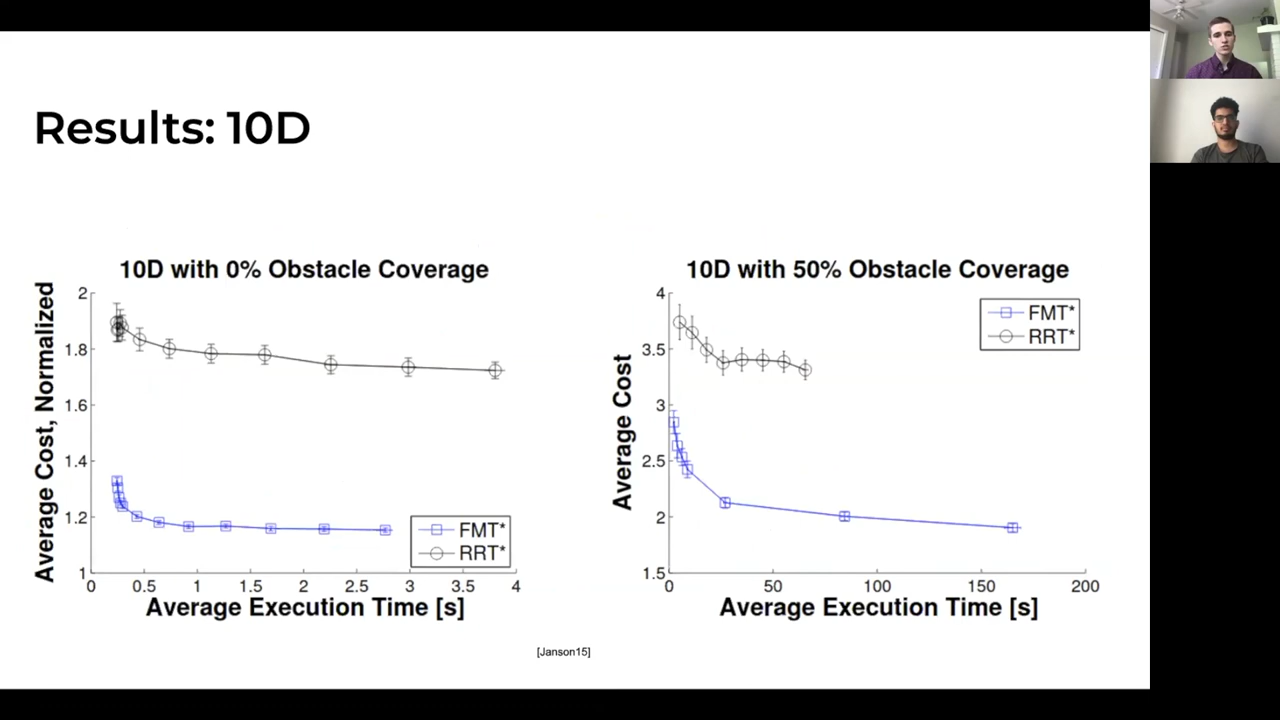 Results: 10D
10D with 0% Obstacle Coverage
Average Cost, Normalized
2
1.8
1.6
1.4
1.2
1
0
0.5
1
1.5
2
2.5
3
3.5
4
Average Execution Time [s]
FMT*
RRT*
10D with 50% Obstacle Coverage
Average Cost
4
3.5
3
2.5
2
1.5
0
50
100
150
200
Average Execution Time [s]
FMT*
RRT*
[Janson15]